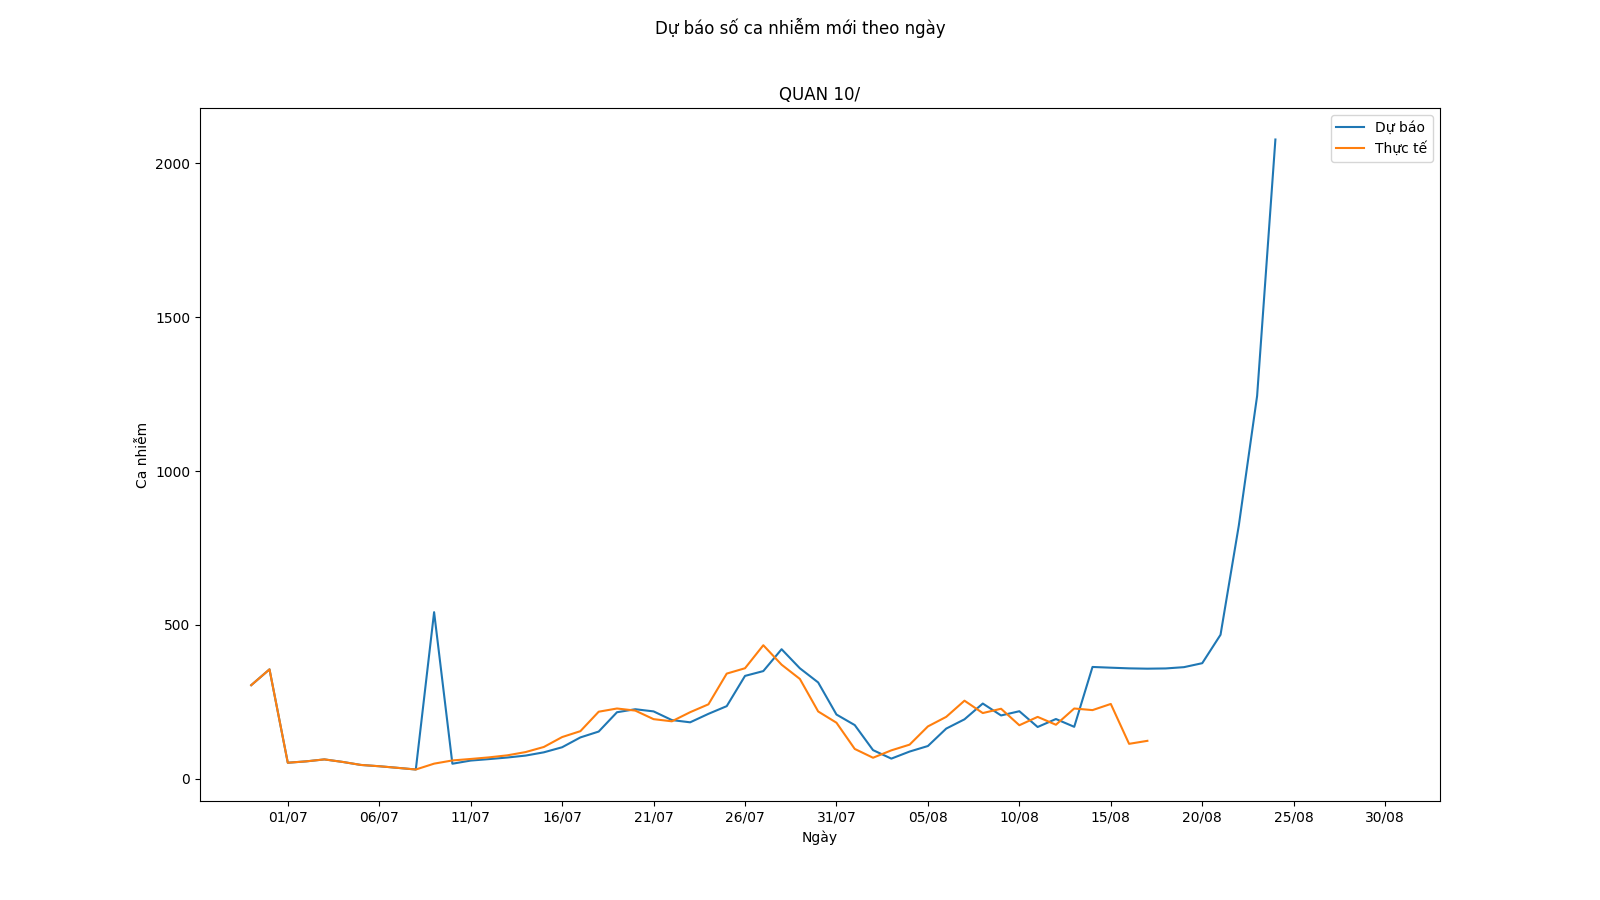 Dự báo số ca nhiễm mới theo ngày
QUAN 10/
Dự báo
Thực tế
2000
1500
1000
500
0
Ca nhiễm
01/07 06/07 11/07 16/07 21/07 26/07 31/07 05/08 10/08 15/08 20/08 25/08 30/08
Ngày